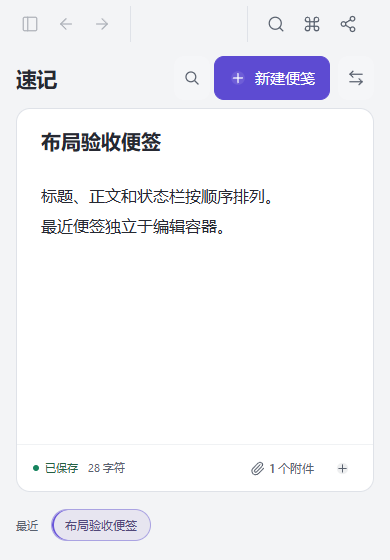 速记
新建便笺
布局验收便签
标题、正文和状态栏按顺序排列。
最近便签独立于编辑容器。
已保存 28 字符 1 个附件
最近 布局验收便签